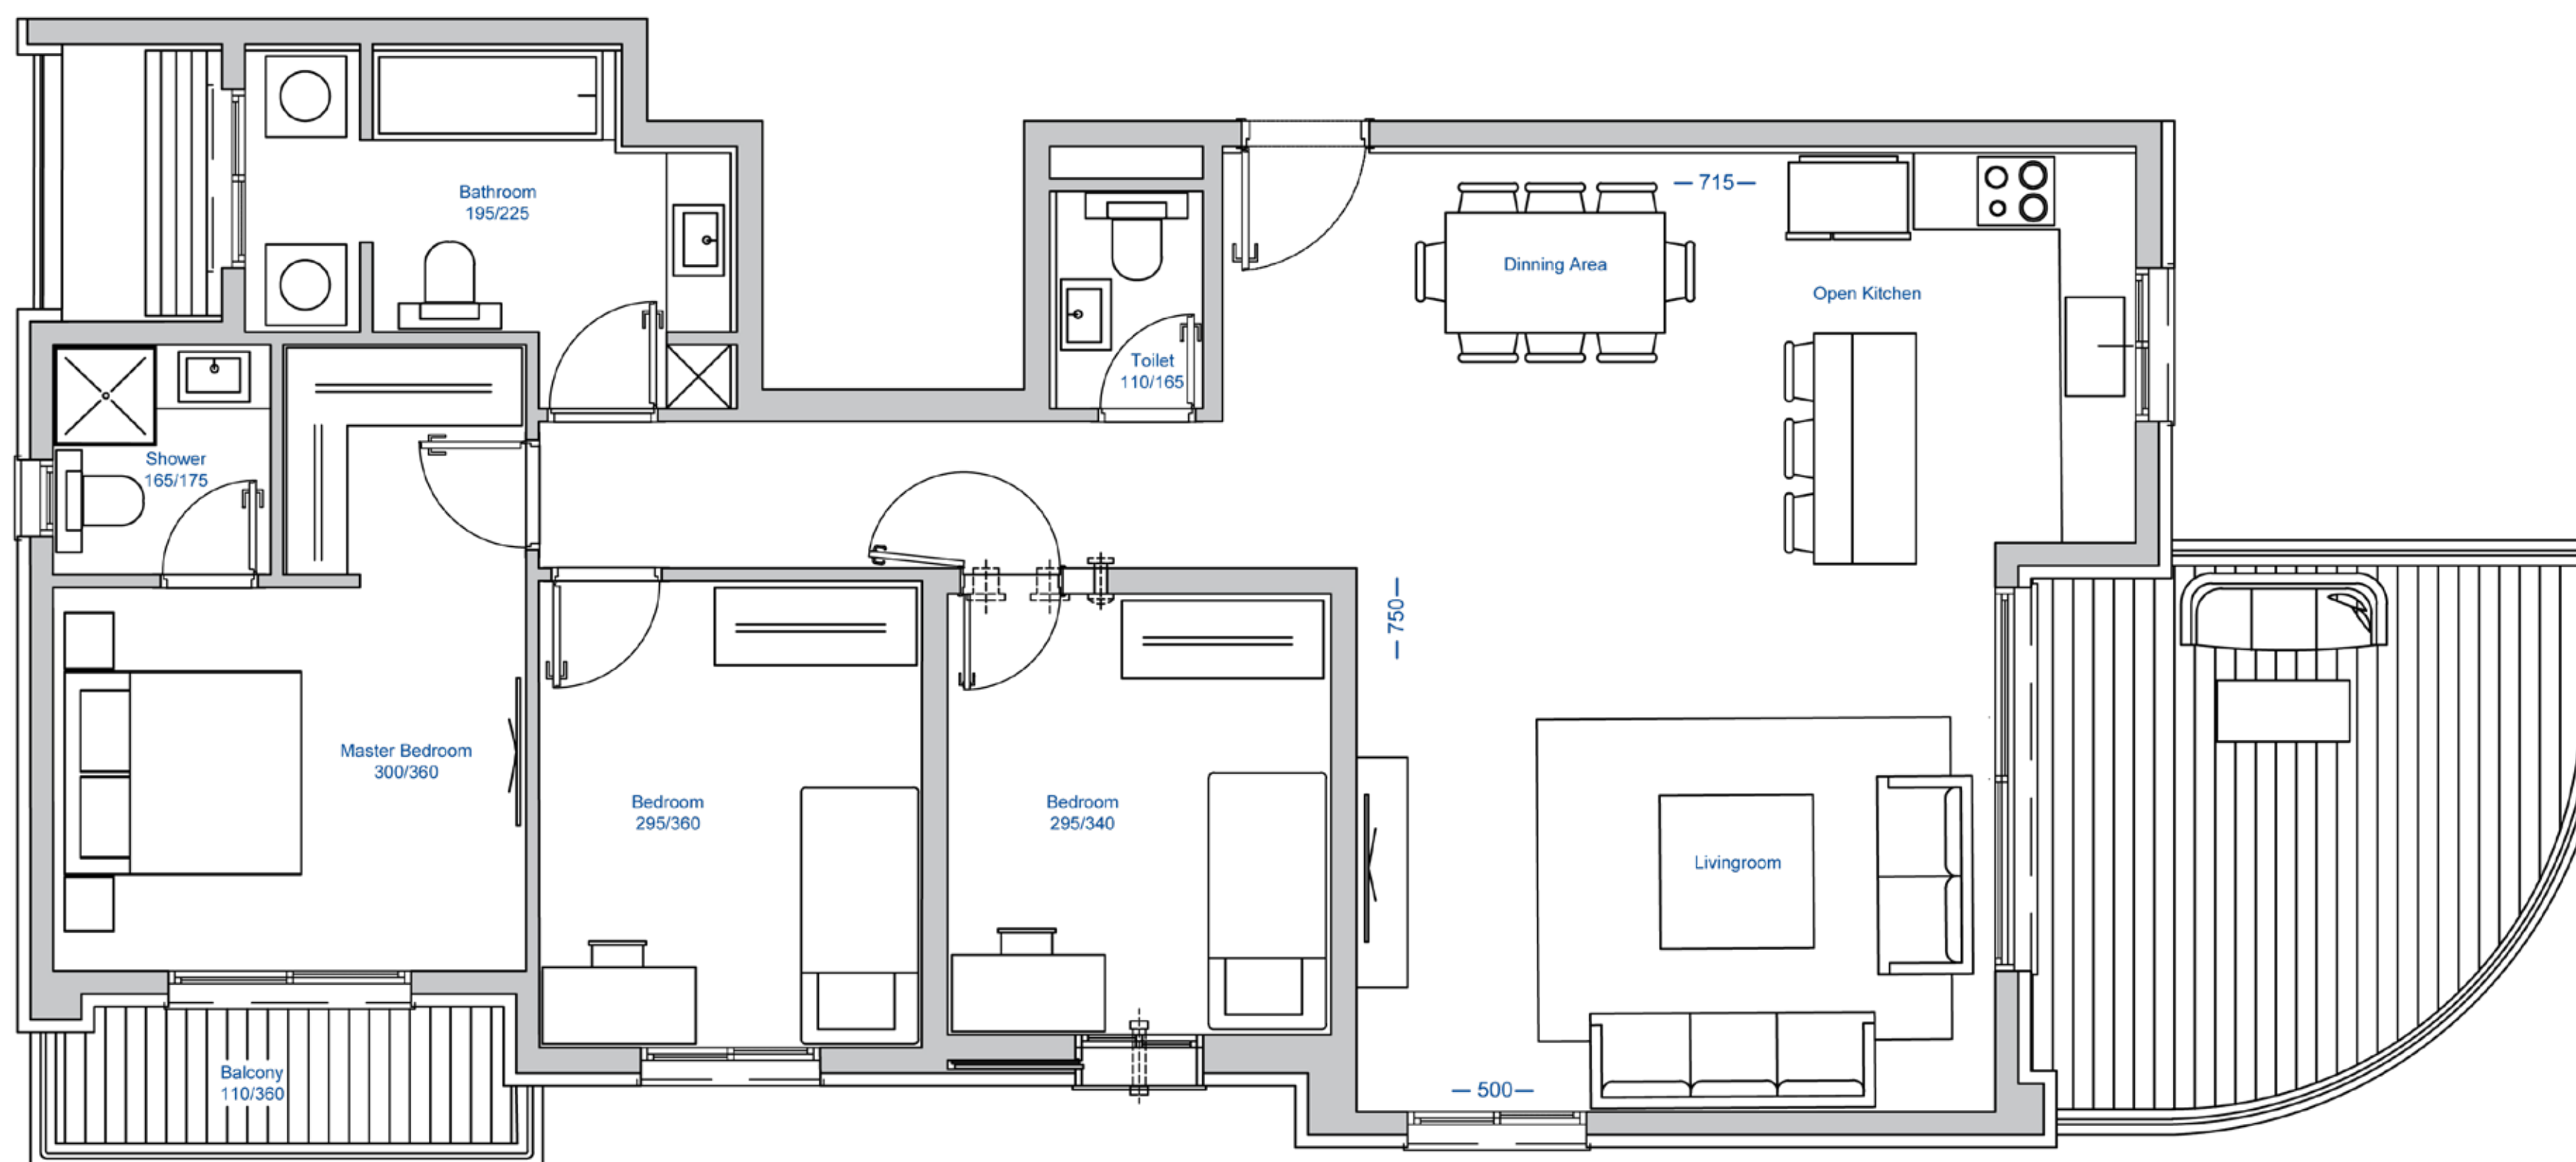 Bathroom
195/225
— 715—
Dinning Area
Open Kitchen
Toilet
110/165
Shower
165/175
— 750—
Master Bedroom
300/360
Bedroom
295/360
Bedroom
295/340
Livingroom
Balcony
110/360
— 500—